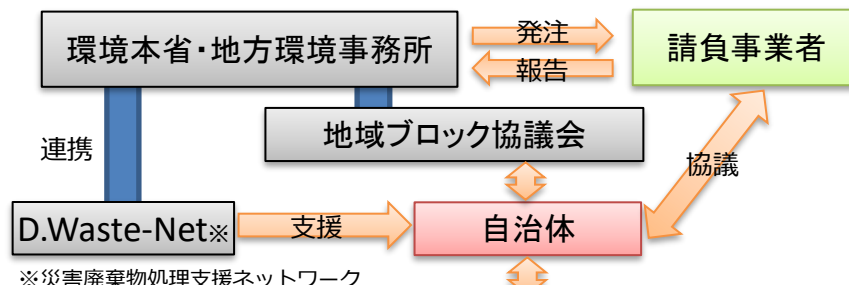 環境本省・地方環境事務所
発注
報告
請負事業者
連携
地域ブロック協議会
協議
D.Waste-Net※
支援
自治体
※災害廃棄物処理支援ネットワーク